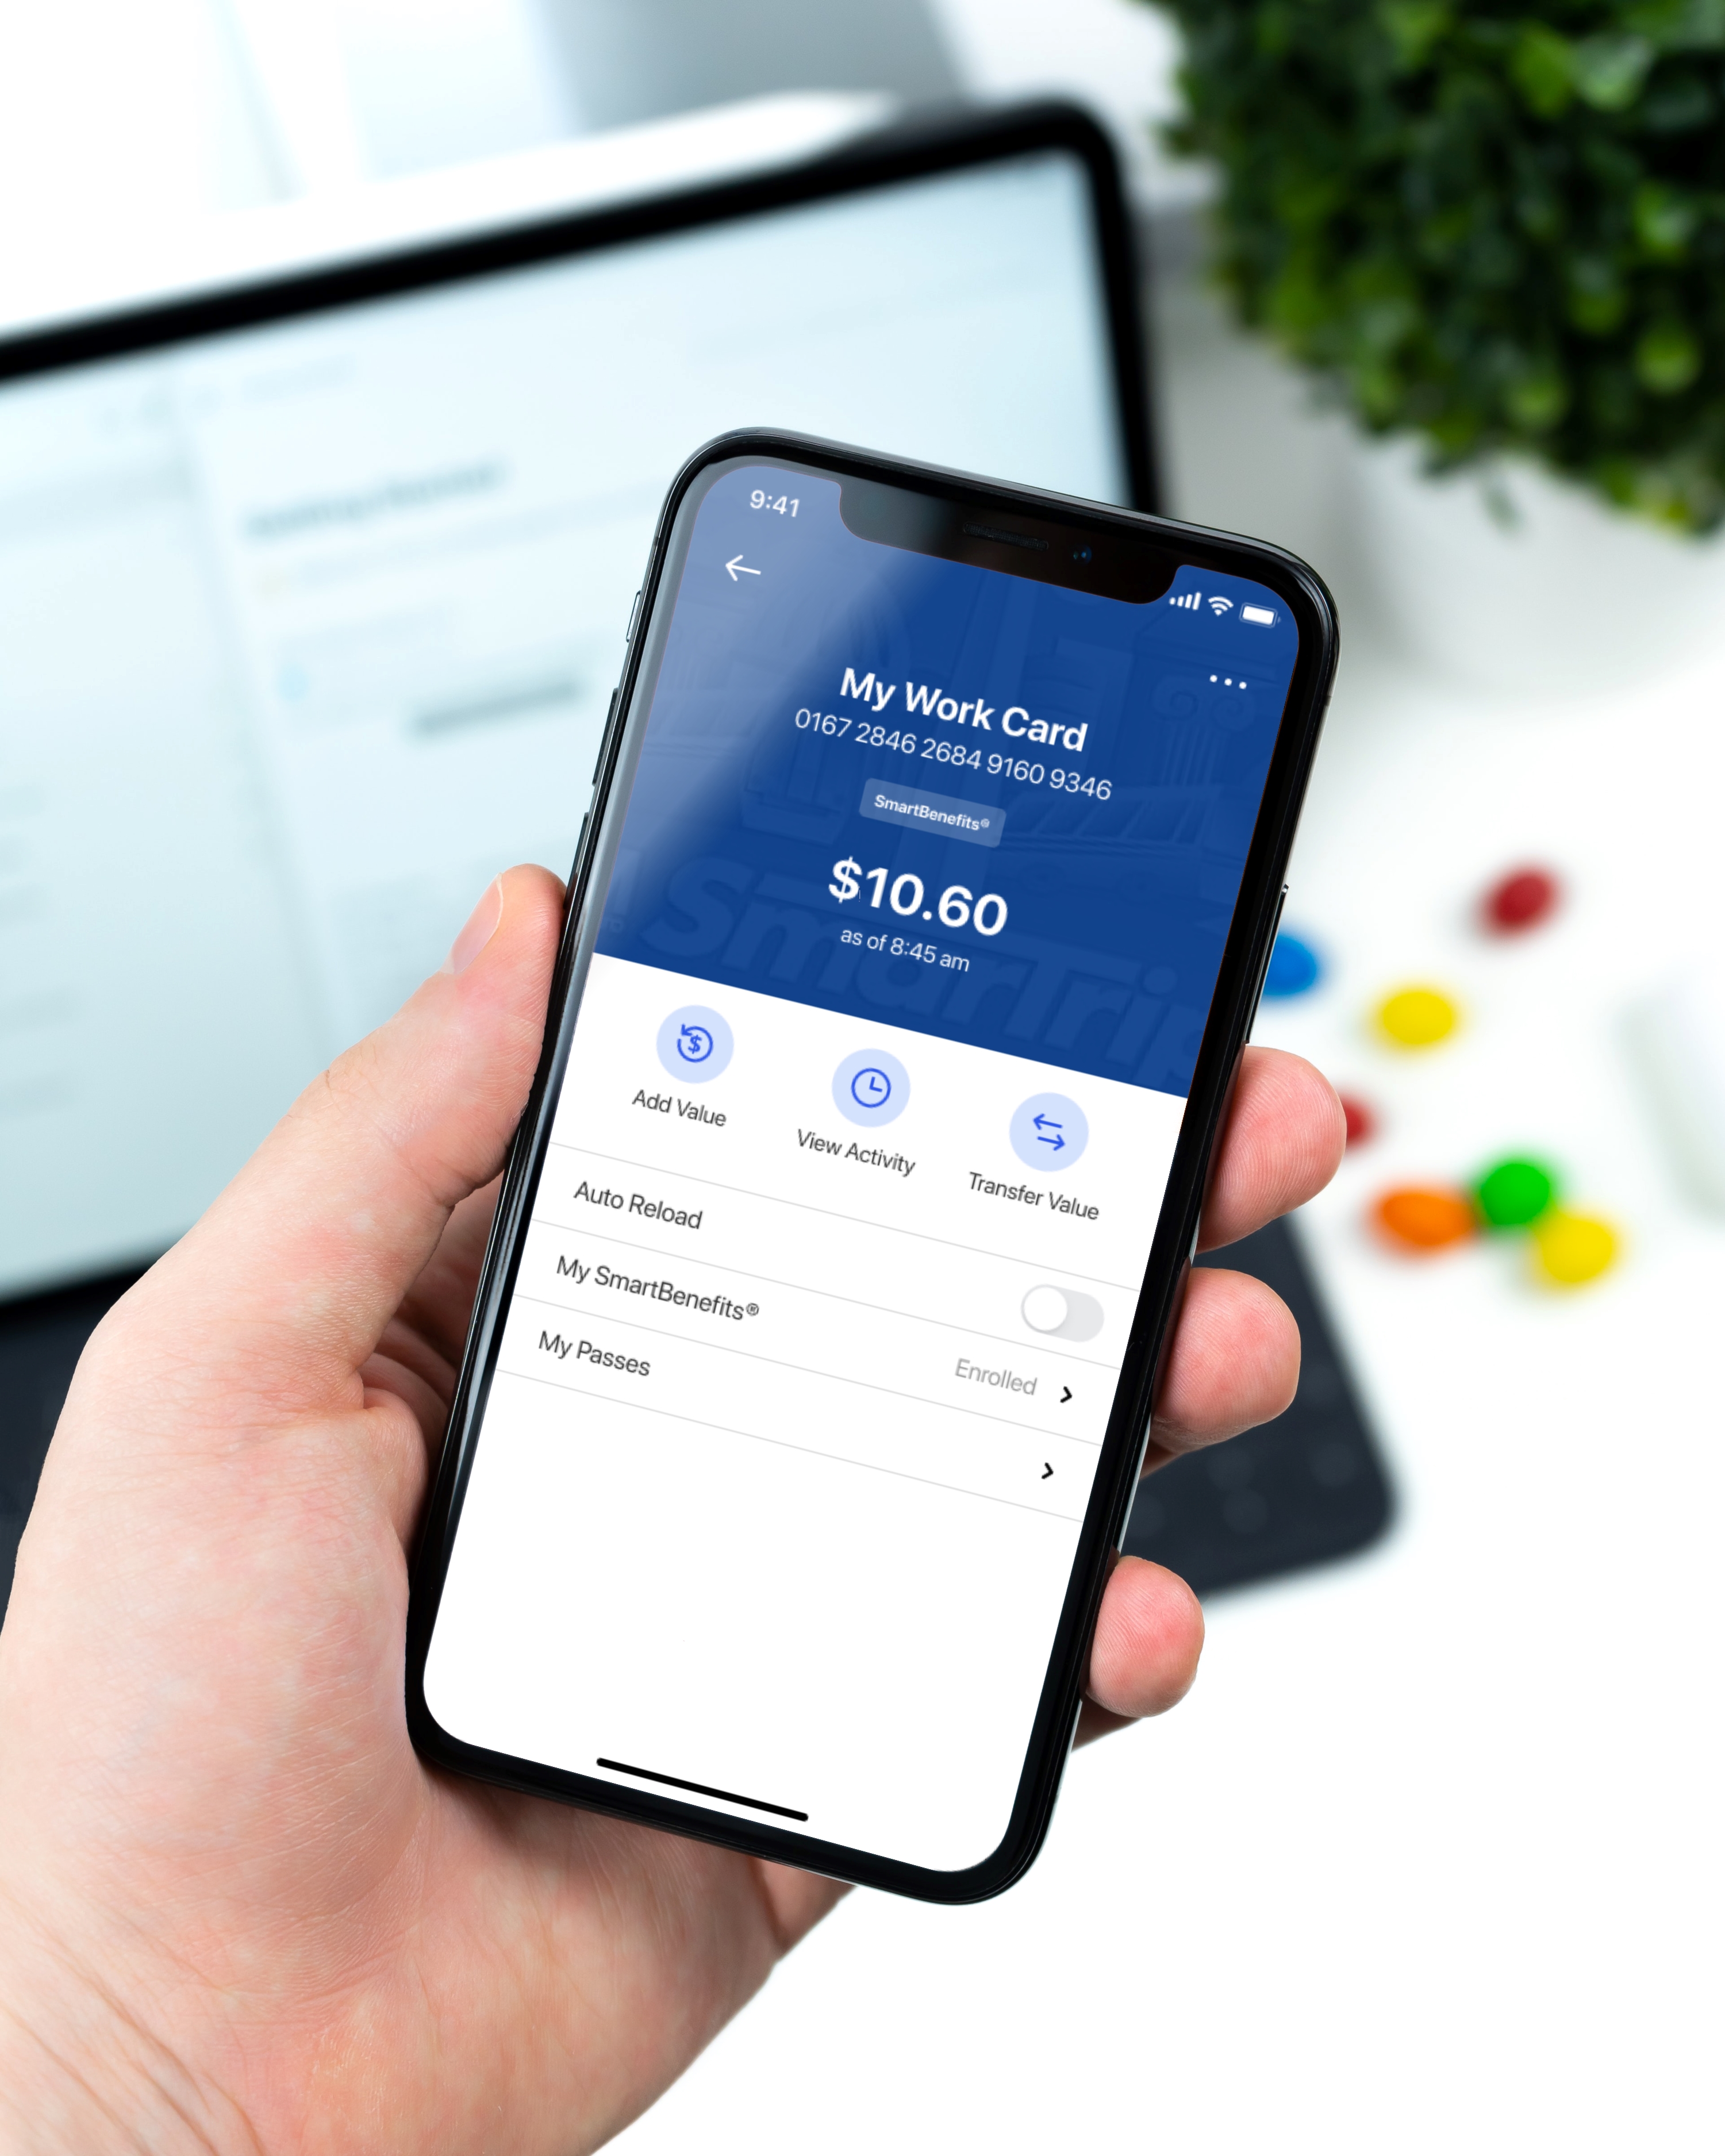 9:41
My Work Card
0167 2846 2684 9160 9346
SmartBenefits®
$10.60
as of 8:45 am
SmarTrip
Add Value
View Activity
Transfer Value
Auto Reload
My SmartBenefits®
Enrolled
My Passes